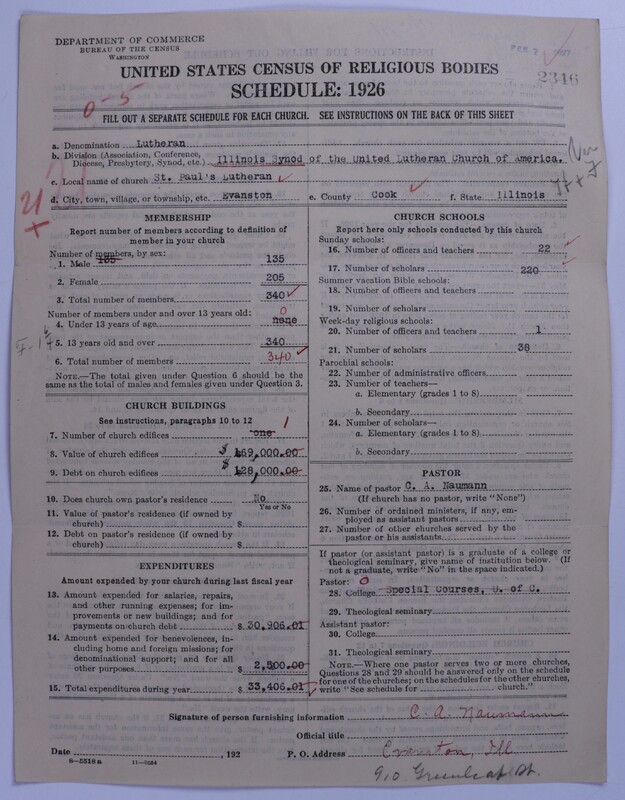 DEPARTMENT OF COMMERCE
BUREAU OF THE CENSUS
WASHINGTON
FEB 7 1927
2346
UNITED STATES CENSUS OF RELIGIOUS BODIES
SCHEDULE: 1926
0-5
FILL OUT A SEPARATE SCHEDULE FOR EACH CHURCH. SEE INSTRUCTIONS ON THE BACK OF THIS SHEET
a. Denomination Lutheran
b. Division (Association, Conference,
Diocese, Presbytery, Synod, etc.) Illinois Synod of the United Lutheran Church of America.
c. Local name of church St. Paul's Lutheran
d. City, town, village, or township, etc. Evanston e. County Cook f. State Illinois
MEMBERSHIP
Report number of members according to definition of
member in your church
Number of members, by sex:
1. Male 135 135
2. Female 205
3. Total number of members 340
Number of members under and over 13 years old: 0
4. Under 13 years of age none
5. 13 years old and over 340
6. Total number of members 340
NOTE.—The total given under Question 6 should be the
same as the total of males and females given under Question 3.
CHURCH BUILDINGS
See instructions, paragraphs 10 to 12 1
7. Number of church edifices one
8. Value of church edifices $ 169,000.00
9. Debt on church edifices $ 128,000.00
10. Does church own pastor's residence No
Yes or No
11. Value of pastor's residence (if owned by
church) $
12. Debt on pastor's residence (if owned by
church) $
EXPENDITURES
Amount expended by your church during last fiscal year
13. Amount expended for salaries, repairs,
and other running expenses; for im-
provements or new buildings; and for
payments on church debt $ 30,906.01
14. Amount expended for benevolences, in-
cluding home and foreign missions; for
denominational support; and for all
other purposes $ 2,500.00
15. Total expenditures during year $ 33,406.01
CHURCH SCHOOLS
Report here only schools conducted by this church
Sunday schools:
16. Number of officers and teachers 22
17. Number of scholars 220
Summer vacation Bible schools:
18. Number of officers and teachers
19. Number of scholars
Week-day religious schools:
20. Number of officers and teachers 1
21. Number of scholars 38
Parochial schools:
22. Number of administrative officers
23. Number of teachers—
a. Elementary (grades 1 to 8)
b. Secondary
24. Number of scholars—
a. Elementary (grades 1 to 8)
b. Secondary
PASTOR
25. Name of pastor C. A. Naumann
(If church has no pastor, write "None")
26. Number of ordained ministers, if any, em-
ployed as assistant pastors
27. Number of other churches served by the
pastor or his assistants
If pastor (or assistant pastor) is a graduate of a college or
theological seminary, give name of institution below. (If
not a graduate, write "No" in the space indicated.)
Pastor: 0
28. College Special Courses, U. of C.
29. Theological seminary
Assistant pastor:
30. College
31. Theological seminary
NOTE.—Where one pastor serves two or more churches,
Questions 28 and 29 should be answered only on the schedule
for one of the churches; on the schedules for the other churches,
write "See schedule for church."
Signature of person furnishing information C. A. Naumann
Official title
Date , 192 P. O. Address Evanston, Ill
8-5518a 11-5664
910 Greenleaf St.